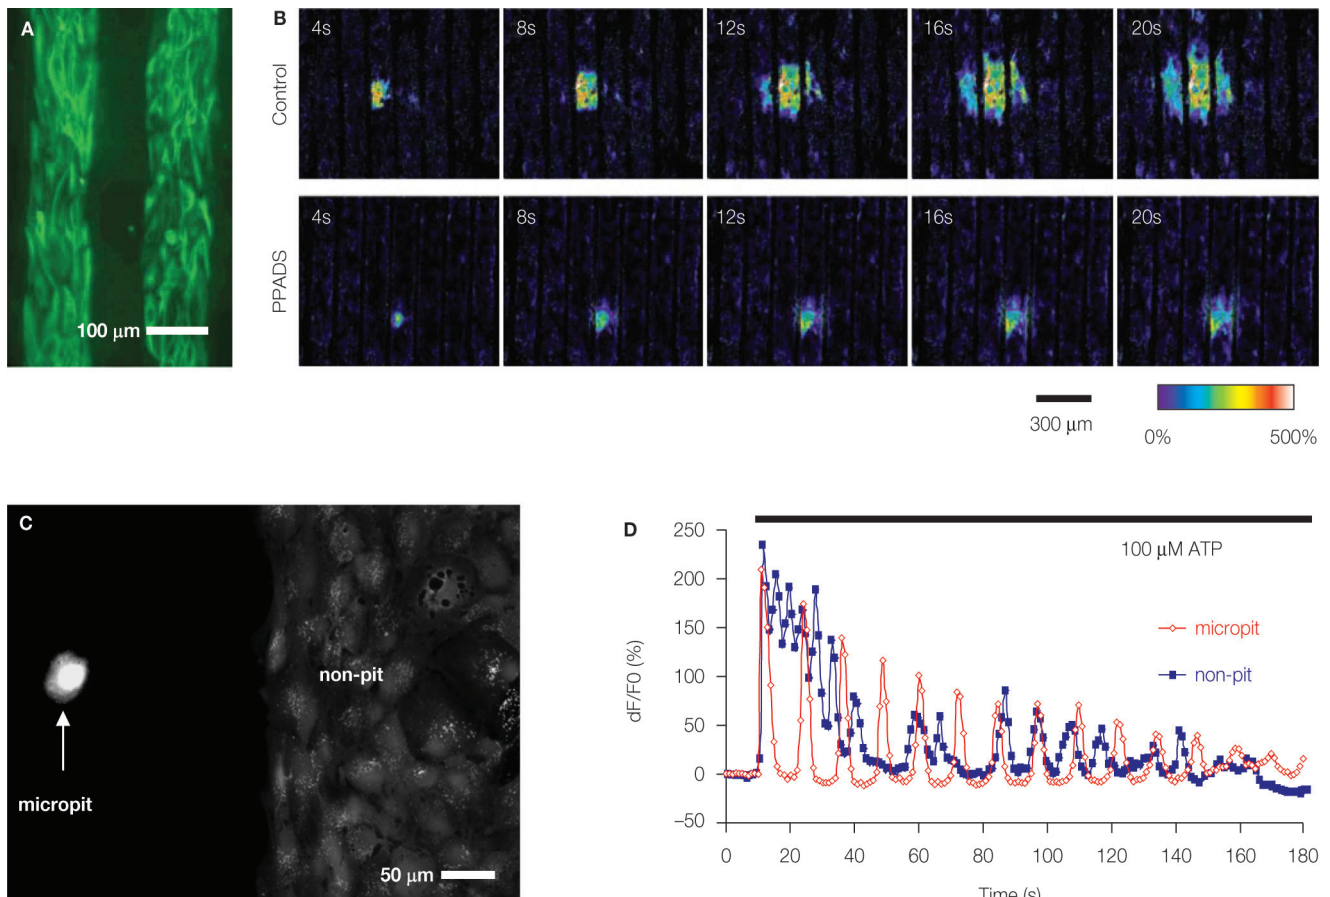 A
100 μm
B
Control
4s
8s
12s
16s
20s
PPADS
4s
8s
12s
16s
20s
300 μm
0%
500%
C
non-pit
micropit
50 μm
D
100 μM ATP
micropit
non-pit
dF/F0 (%)
250
200
150
100
50
0
–50
0 20 40 60 80 100 120 140 160 180
Time (s)